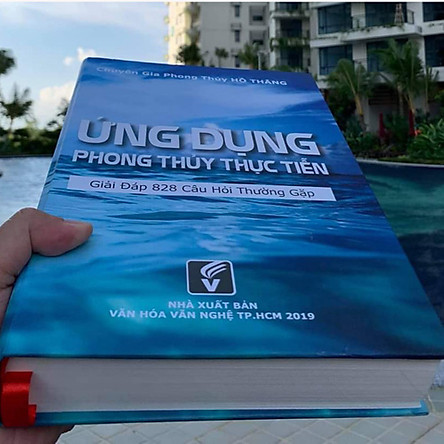 Chuyên Gia Phong Thủy HỒ THĂNG
ỨNG DỤNG
PHONG THỦY THỰC TIỄN
Giải Đáp 828 Câu Hỏi Thường Gặp
V
NHÀ XUẤT BẢN
VĂN HÓA VĂN NGHỆ TP.HCM 2019